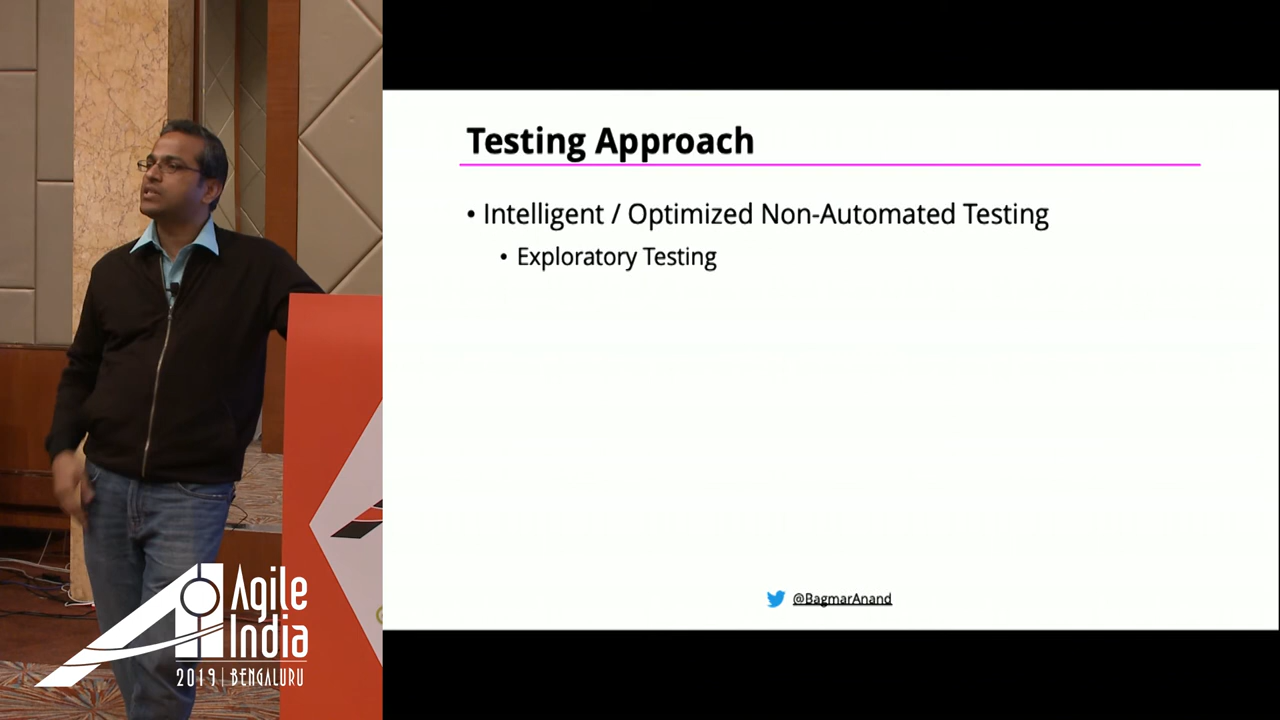 Testing Approach
• Intelligent / Optimized Non-Automated Testing
• Exploratory Testing
@BagmarAnand
Agile
India
2019 | BENGALURU